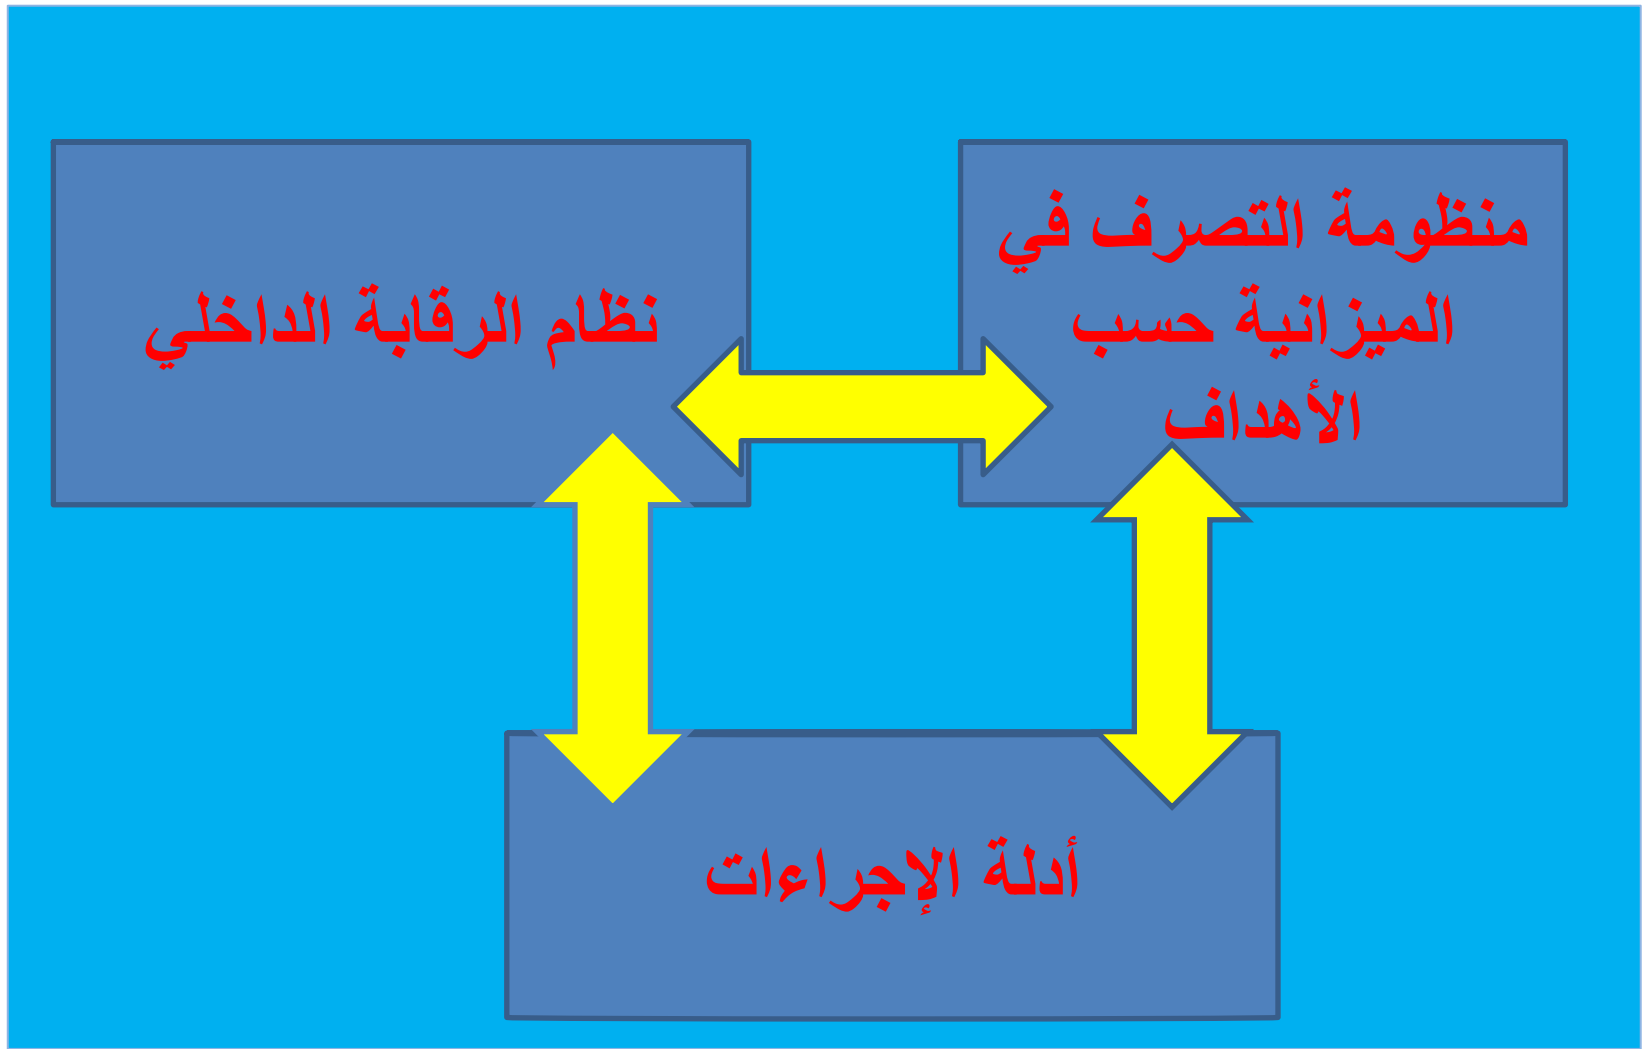 منظومة التصرف في
الميزانية حسب
الأهداف
نظام الرقابة الداخلي
أدلة الإجراءات